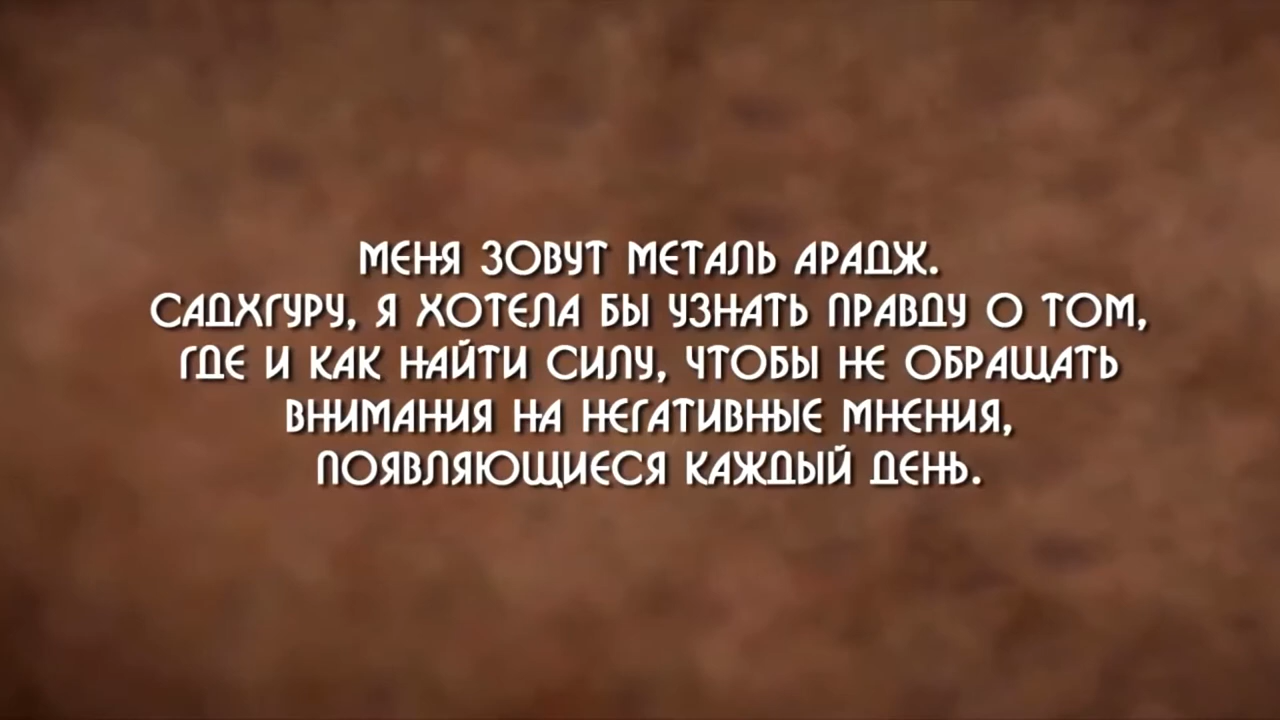 МЕНЯ ЗОВУТ МЕТАЛЬ АРАДЖ.
САДХГУРУ, Я ХОТЕЛА БЫ УЗНАТЬ ПРАВДУ О ТОМ,
ГДЕ И КАК НАЙТИ СИЛУ, ЧТОБЫ НЕ ОБРАЩАТЬ
ВНИМАНИЯ НА НЕГАТИВНЫЕ МНЕНИЯ,
ПОЯВЛЯЮЩИЕСЯ КАЖДЫЙ ДЕНЬ.